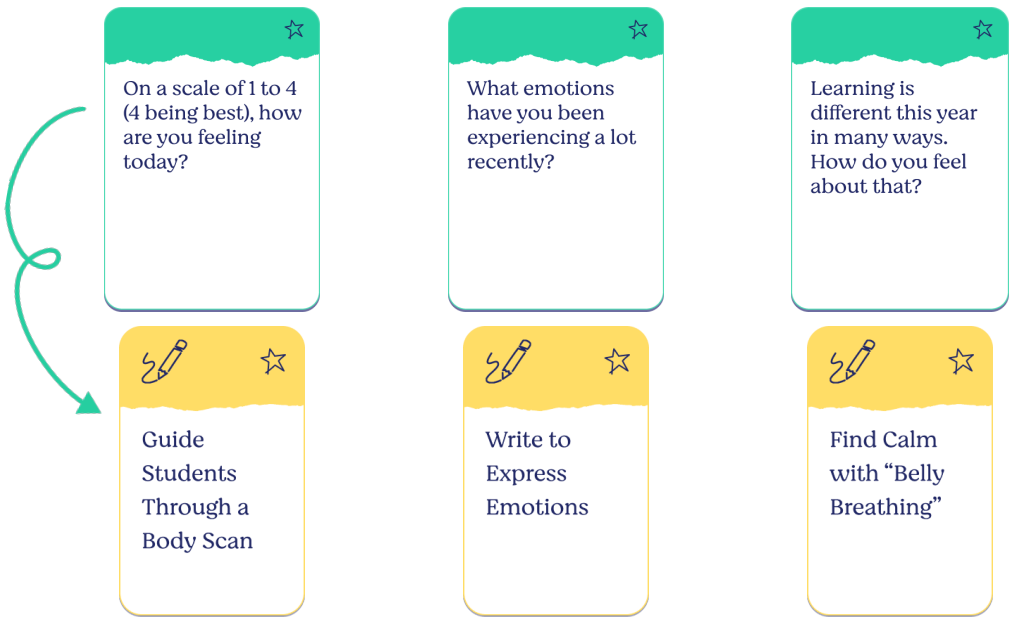 On a scale of 1 to 4
(4 being best), how
are you feeling
today?
What emotions
have you been
experiencing a lot
recently?
Learning is
different this year
in many ways.
How do you feel
about that?
Guide
Students
Through a
Body Scan
Write to
Express
Emotions
Find Calm
with “Belly
Breathing”